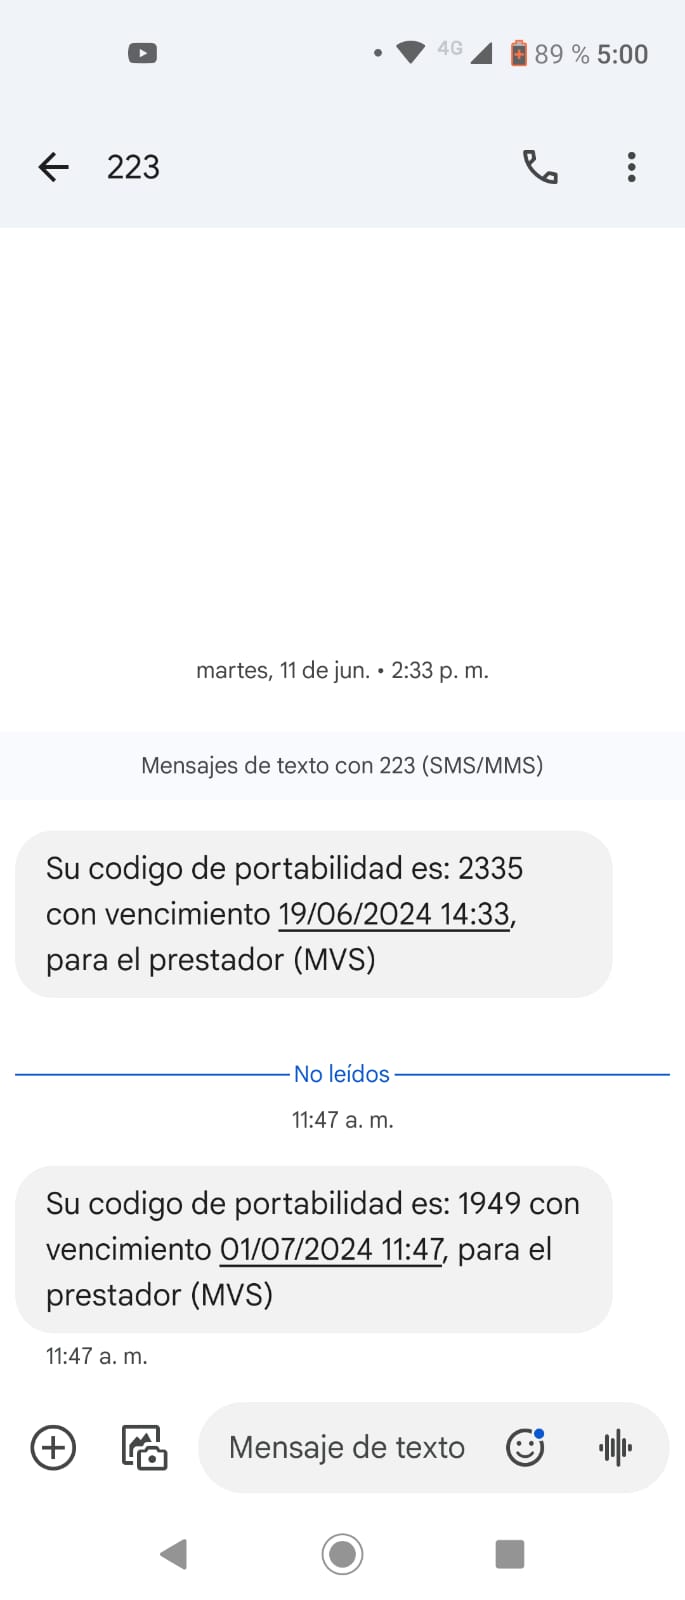 4G 89 % 5:00
223
martes, 11 de jun. • 2:33 p. m.
Mensajes de texto con 223 (SMS/MMS)
Su codigo de portabilidad es: 2335
con vencimiento 19/06/2024 14:33,
para el prestador (MVS)
No leídos
11:47 a. m.
Su codigo de portabilidad es: 1949 con
vencimiento 01/07/2024 11:47, para el
prestador (MVS)
11:47 a. m.
Mensaje de texto